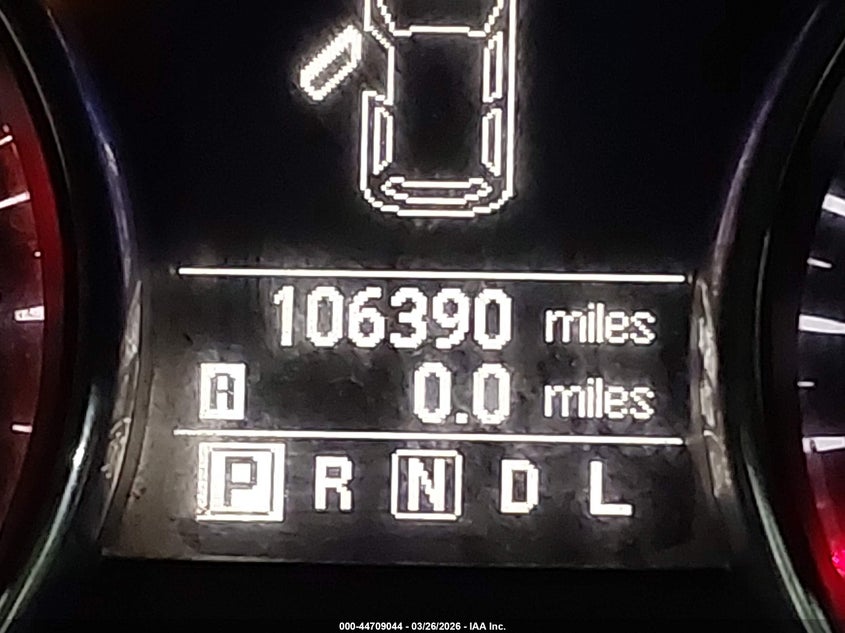 106390 miles
A 0.0 miles
P R N D L
000-44709044 - 03/26/2026 - IAA Inc.